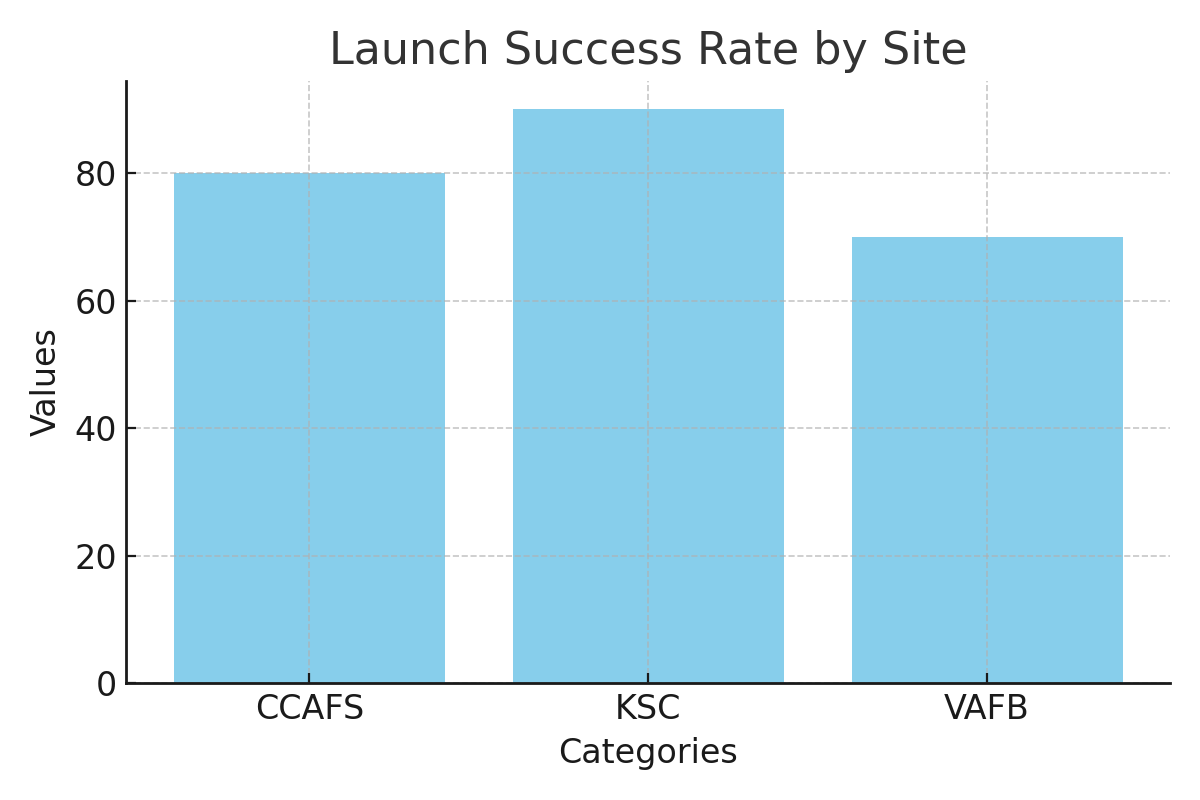 Launch Success Rate by Site
Values
80
60
40
20
0
CCAFS KSC VAFB
Categories